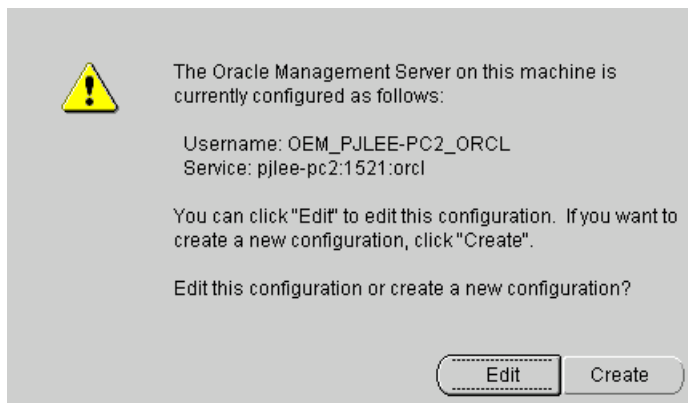 The Oracle Management Server on this machine is
currently configured as follows:
Username: OEM_PJLEE-PC2_ORCL
Service: pjlee-pc2:1521:orcl
You can click "Edit" to edit this configuration. If you want to
create a new configuration, click "Create".
Edit this configuration or create a new configuration?
Edit
Create